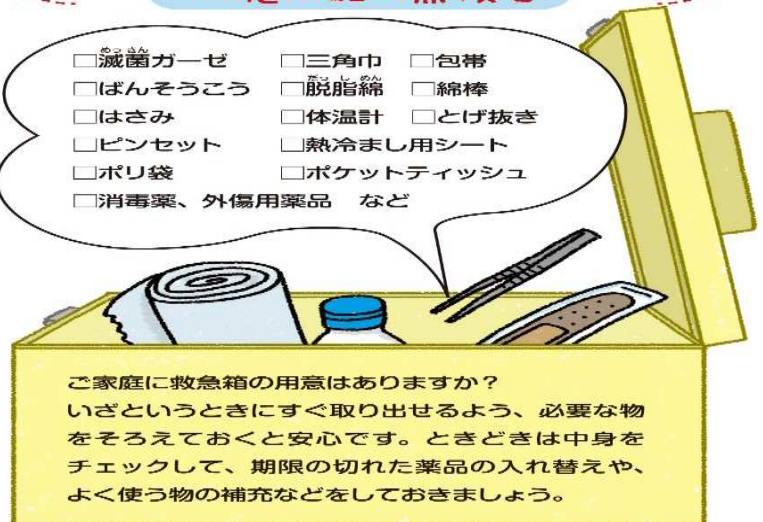 □滅菌ガーゼ □三角巾 □包帯
□ばんそうこう □脱脂綿 □綿棒
□はさみ □体温計 □とげ抜き
□ピンセット □熱冷まし用シート
□ポリ袋 □ポケットティッシュ
□消毒薬、外傷用薬品 など
ご家庭に救急箱の用意はありますか?
いざというときにすぐ取り出せるよう、必要な物
をそろえておくと安心です。ときどきは中身を
チェックして、期限の切れた薬品の入れ替えや、
よく使う物の補充などをしておきましょう。